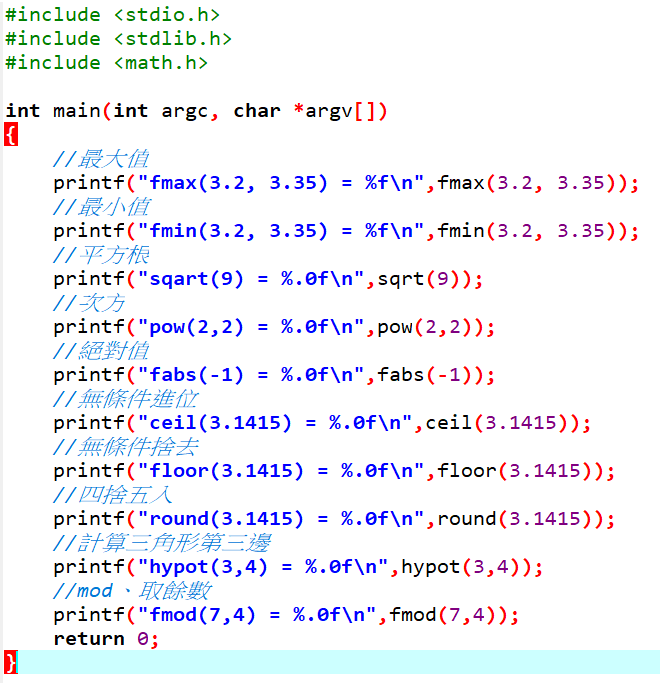 #include <stdio.h>
#include <stdlib.h>
#include <math.h>
int main(int argc, char *argv[])
{
//最大值
printf("fmax(3.2, 3.35) = %f\n",fmax(3.2, 3.35));
//最小值
printf("fmin(3.2, 3.35) = %f\n",fmin(3.2, 3.35));
//平方根
printf("sqart(9) = %.0f\n",sqrt(9));
//次方
printf("pow(2,2) = %.0f\n",pow(2,2));
//絕對值
printf("fabs(-1) = %.0f\n",fabs(-1));
//無條件進位
printf("ceil(3.1415) = %.0f\n",ceil(3.1415));
//無條件捨去
printf("floor(3.1415) = %.0f\n",floor(3.1415));
//四捨五入
printf("round(3.1415) = %.0f\n",round(3.1415));
//計算三角形第三邊
printf("hypot(3,4) = %.0f\n",hypot(3,4));
//mod、取餘數
printf("fmod(7,4) = %.0f\n",fmod(7,4));
return 0;
}